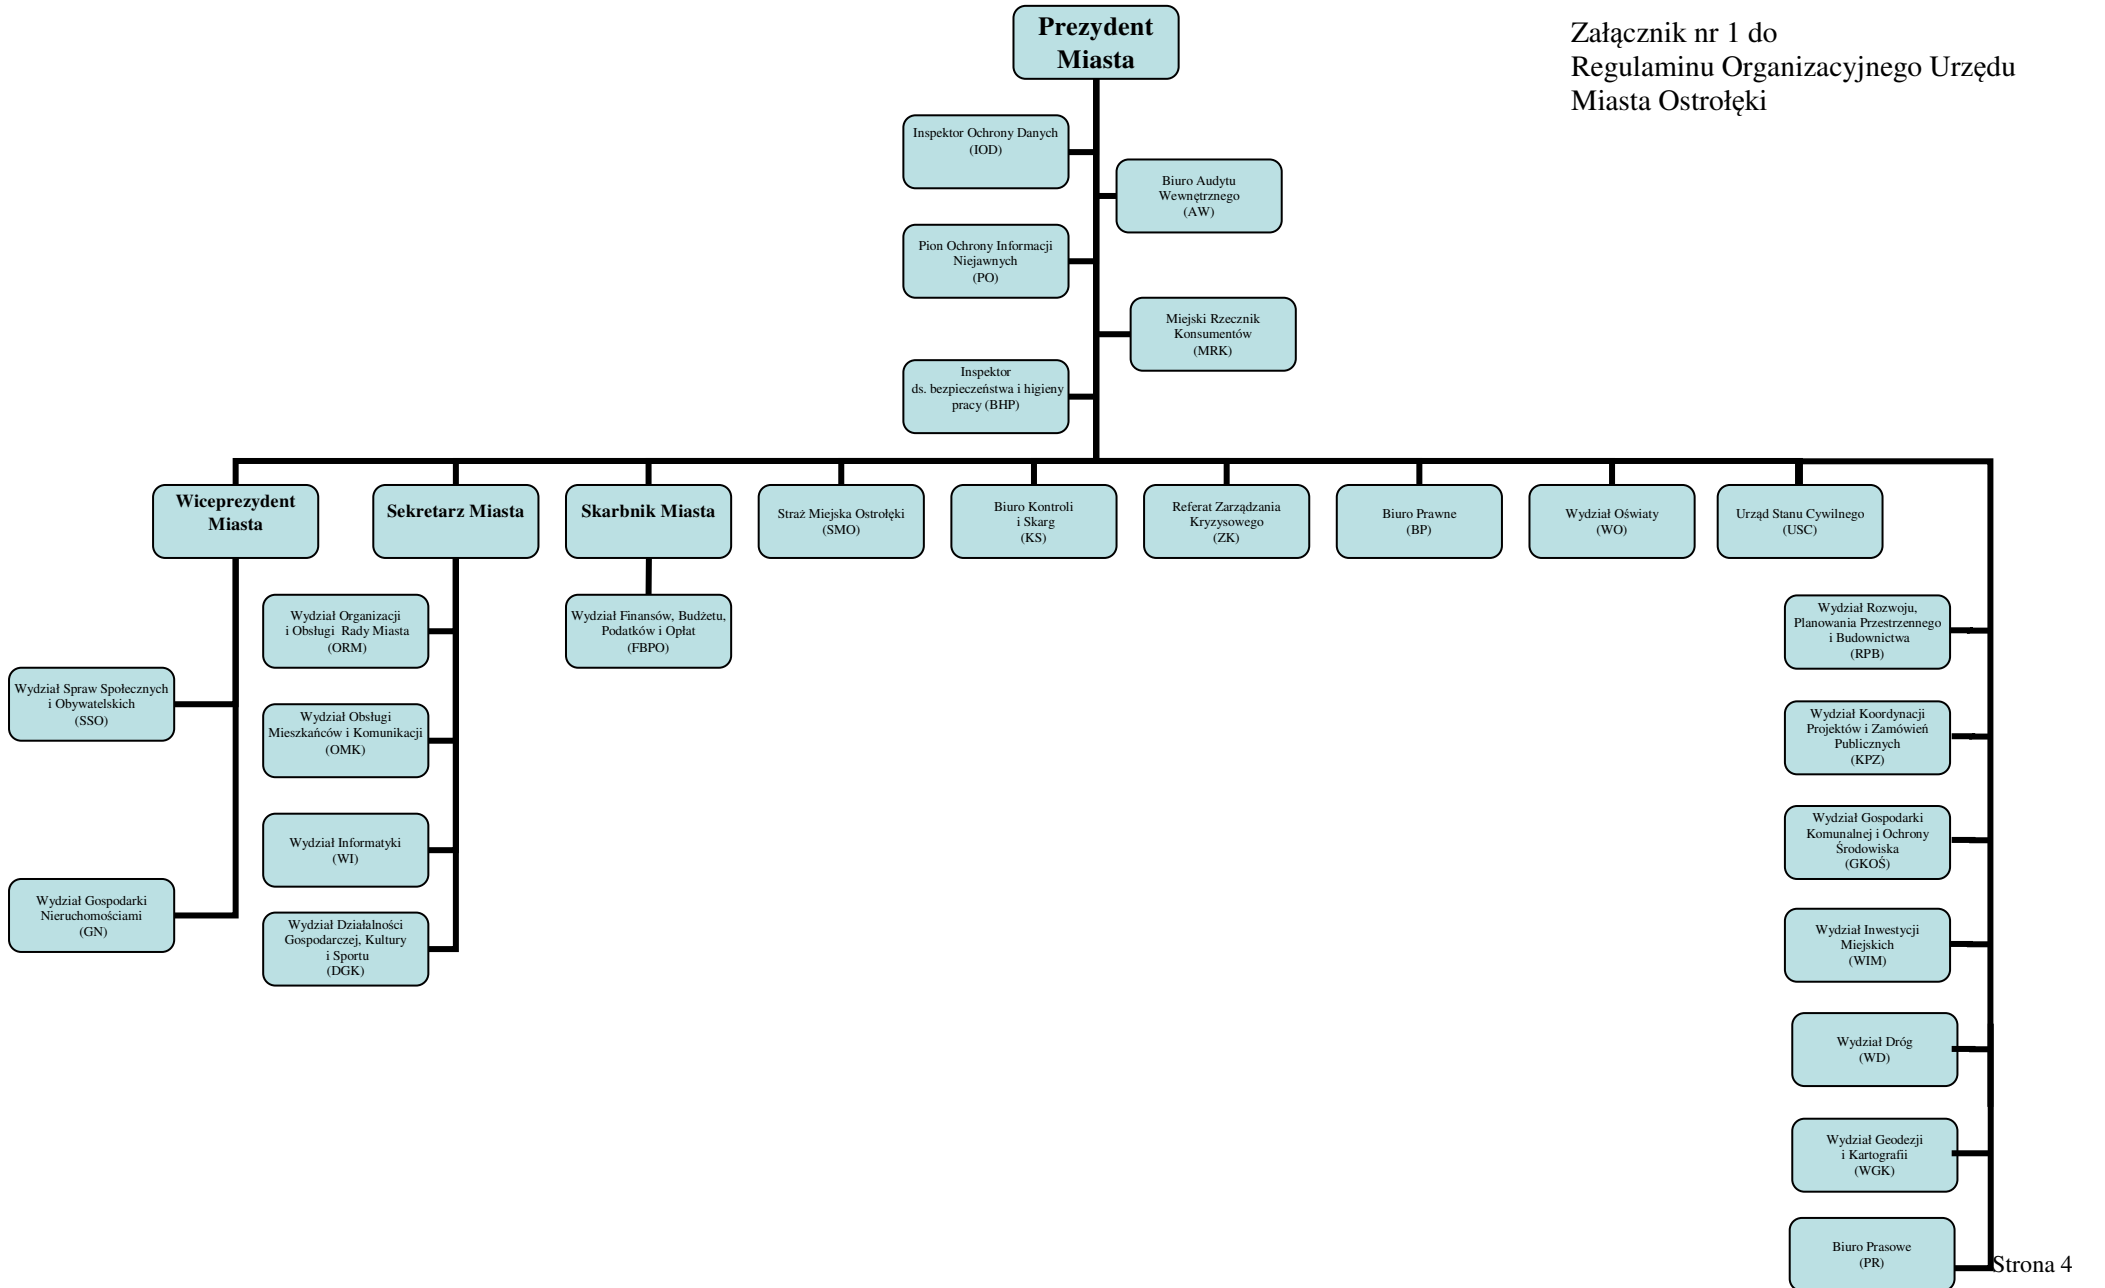 Prezydent
Miasta
Załącznik nr 1 do
Regulaminu Organizacyjnego Urzędu
Miasta Ostrołęki
Inspektor Ochrony Danych
(IOD)
Biuro Audytu
Wewnętrznego
(AW)
Pion Ochrony Informacji
Niejawnych
(PO)
Miejski Rzecznik
Konsumentów
(MRK)
Inspektor
ds. bezpieczeństwa i higieny
pracy (BHP)
Wiceprezydent
Miasta
Sekretarz Miasta
Skarbnik Miasta
Straż Miejska Ostrołęki
(SMO)
Biuro Kontroli
i Skarg
(KS)
Referat Zarządzania
Kryzysowego
(ZK)
Biuro Prawne
(BP)
Wydział Oświaty
(WO)
Urząd Stanu Cywilnego
(USC)
Wydział Spraw Społecznych
i Obywatelskich
(SSO)
Wydział Gospodarki
Nieruchomościami
(GN)
Wydział Organizacji
i Obsługi Rady Miasta
(ORM)
Wydział Obsługi
Mieszkańców i Komunikacji
(OMK)
Wydział Informatyki
(WI)
Wydział Działalności
Gospodarczej, Kultury
i Sportu
(DGK)
Wydział Finansów, Budżetu,
Podatków i Opłat
(FBPO)
Wydział Rozwoju,
Planowania Przestrzennego
i Budownictwa
(RPB)
Wydział Koordynacji
Projektów i Zamówień
Publicznych
(KPZ)
Wydział Gospodarki
Komunalnej i Ochrony
Środowiska
(GKOŚ)
Wydział Inwestycji
Miejskich
(WIM)
Wydział Dróg
(WD)
Wydział Geodezji
i Kartografii
(WGK)
Biuro Prasowe
(PR)
Strona 4